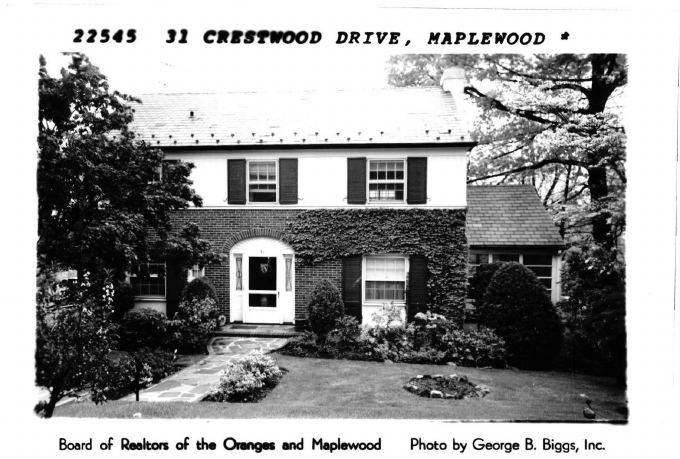 22545 31 CRESTWOOD DRIVE, MAPLEWOOD *
Board of Realtors of the Oranges and Maplewood Photo by George B. Biggs, Inc.